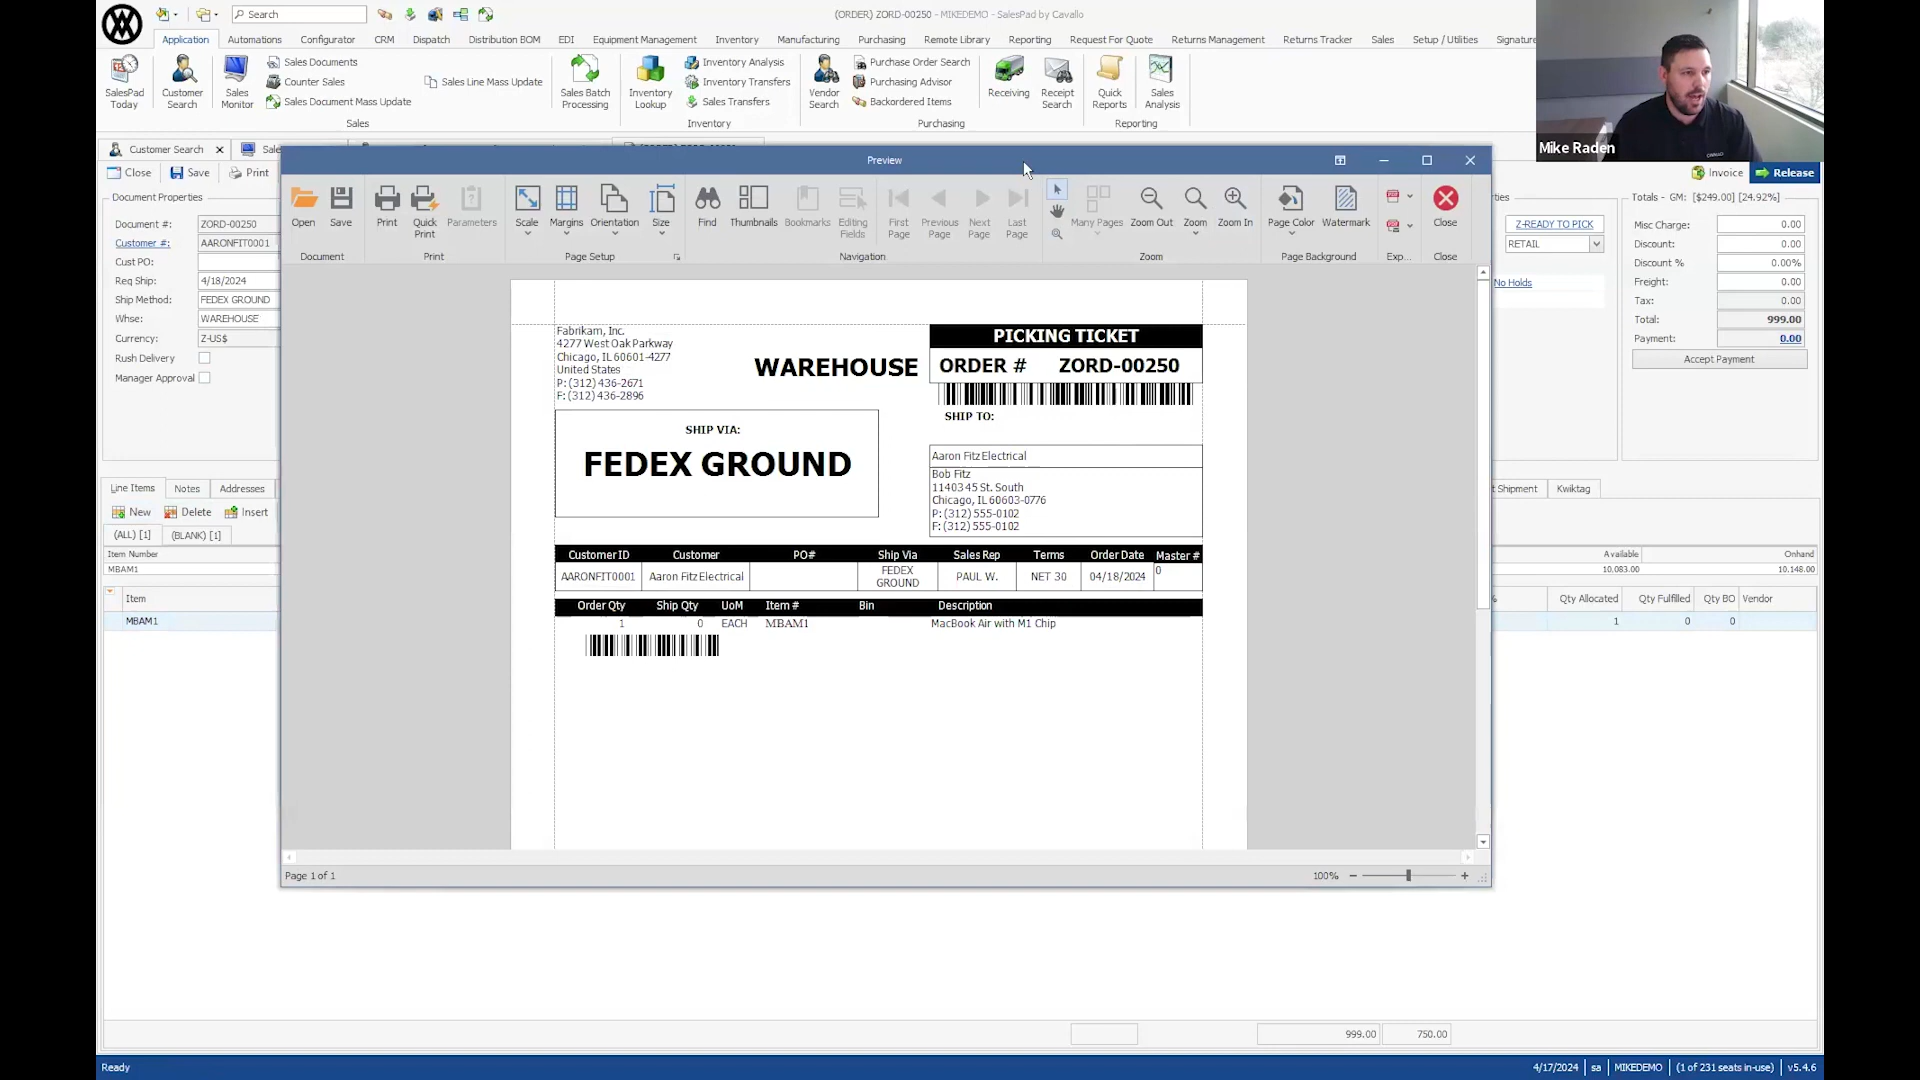 Search
(ORDER) ZORD-00250 - MIKEDEMO - SalesPad by Cavallo
Application
Automations
Configurator
CRM
Dispatch
Distribution BOM
EDI
Equipment Management
Inventory
Manufacturing
Purchasing
Remote Library
Reporting
Request For Quote
Returns Management
Returns Tracker
Sales
Setup / Utilities
Signature
SalesPad Today
Customer Search
Sales Monitor
Sales Documents
Counter Sales
Sales Document Mass Update
Sales Line Mass Update
Sales Batch Processing
Inventory Lookup
Inventory Analysis
Inventory Transfers
Sales Transfers
Vendor Search
Purchase Order Search
Purchasing Advisor
Backordered Items
Receiving
Receipt Search
Quick Reports
Sales Analysis
Sales
Inventory
Purchasing
Reporting
Mike Raden
Customer Search
Close
Save
Print
Invoice
Release
Document Properties
Document #: ZORD-00250
Customer #: AARONFIT0001
Cust PO:
Req Ship: 4/18/2024
Ship Method: FEDEX GROUND
Whse: WAREHOUSE
Currency: Z-US$
Rush Delivery
Manager Approval
Line Items
Notes
Addresses
New
Delete
Insert
(ALL) [1]
(BLANK) [1]
Item Number
MBAM1
Item
MBAM1
Preview
Open
Save
Print
Quick Print
Parameters
Scale
Margins
Orientation
Size
Find
Thumbnails
Bookmarks
Editing Fields
First Page
Previous Page
Next Page
Last Page
Many Pages
Zoom Out
Zoom
Zoom In
Page Color
Watermark
Close
Document
Print
Page Setup
Navigation
Zoom
Page Background
Exp...
Close
Fabrikam, Inc.
4277 West Oak Parkway
Chicago, IL 60601-4277
United States
P: (312) 436-2671
F: (312) 436-2896
WAREHOUSE
PICKING TICKET
ORDER # ZORD-00250
SHIP TO:
SHIP VIA:
FEDEX GROUND
Aaron Fitz Electrical
Bob Fitz
11403 45 St. South
Chicago, IL 60603-0776
P: (312) 555-0102
F: (312) 555-0102
Customer ID Customer PO# Ship Via Sales Rep Terms Order Date Master #
AARONFIT0001 Aaron Fitz Electrical FEDEX GROUND PAUL W. NET 30 04/18/2024 0
Order Qty Ship Qty UoM Item # Bin Description
1 0 EACH MBAM1 MacBook Air with M1 Chip
Page 1 of 1
100%
Z-READY TO PICK
RETAIL
No Holds
Totals - GM: [$249.00] [24.92%]
Misc Charge: 0.00
Discount: 0.00
Discount % 0.00%
Freight: 0.00
Tax: 0.00
Total: 999.00
Payment: 0.00
Accept Payment
Shipment
Kwiktag
Available
Onhand
10,083.00
10,148.00
Qty Allocated
Qty Fulfilled
Qty BO
Vendor
1
0
0
999.00
750.00
Ready
4/17/2024
sa
MIKEDEMO
(1 of 231 seats in-use)
v5.4.6